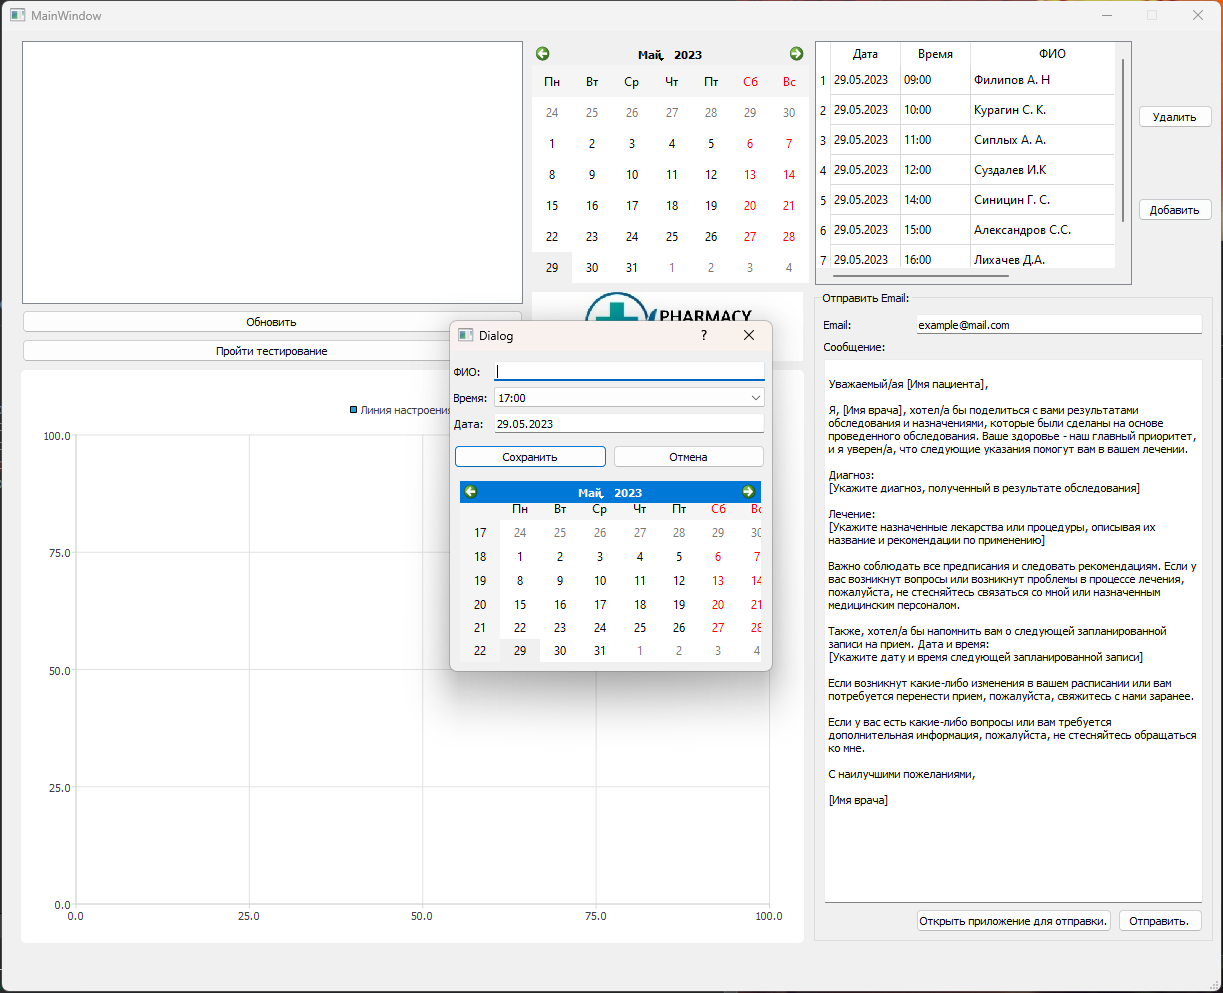 MainWindow
Май, 2023
Пн Вт Ср Чт Пт Сб Вс
24 25 26 27 28 29 30
1 2 3 4 5 6 7
8 9 10 11 12 13 14
15 16 17 18 19 20 21
22 23 24 25 26 27 28
29 30 31 1 2 3 4
Дата Время ФИО
1 29.05.2023 09:00 Филипов А. Н
2 29.05.2023 10:00 Курагин С. К.
3 29.05.2023 11:00 Сиплых А. А.
4 29.05.2023 12:00 Суздалев И.К
5 29.05.2023 14:00 Синицин Г. С.
6 29.05.2023 15:00 Александров С.С.
7 29.05.2023 16:00 Лихачев Д.А.
Удалить
Добавить
Обновить
Пройти тестирование
PHARMACY
Линия настроения
100.0
75.0
50.0
25.0
0.0
0.0 25.0 50.0 75.0 100.0
Dialog ?
ФИО:
Время: 17:00
Дата: 29.05.2023
Сохранить Отмена
Май, 2023
Пн Вт Ср Чт Пт Сб Вс
17 24 25 26 27 28 29 30
18 1 2 3 4 5 6 7
19 8 9 10 11 12 13 14
20 15 16 17 18 19 20 21
21 22 23 24 25 26 27 28
22 29 30 31 1 2 3 4
Отправить Email:
Email: example@mail.com
Сообщение:
Уважаемый/ая [Имя пациента],
Я, [Имя врача], хотел/а бы поделиться с вами результатами
обследования и назначениями, которые были сделаны на основе
проведенного обследования. Ваше здоровье - наш главный приоритет,
и я уверен/а, что следующие указания помогут вам в вашем лечении.
Диагноз:
[Укажите диагноз, полученный в результате обследования]
Лечение:
[Укажите назначенные лекарства или процедуры, описывая их
название и рекомендации по применению]
Важно соблюдать все предписания и следовать рекомендациям. Если у
вас возникнут вопросы или возникнут проблемы в процессе лечения,
пожалуйста, не стесняйтесь связаться со мной или назначенным
медицинским персоналом.
Также, хотел/а бы напомнить вам о следующей запланированной
записи на прием. Дата и время:
[Укажите дату и время следующей запланированной записи]
Если возникнут какие-либо изменения в вашем расписании или вам
потребуется перенести прием, пожалуйста, свяжитесь с нами заранее.
Если у вас есть какие-либо вопросы или вам требуется
дополнительная информация, пожалуйста, не стесняйтесь обращаться
ко мне.
С наилучшими пожеланиями,
[Имя врача]
Открыть приложение для отправки. Отправить.